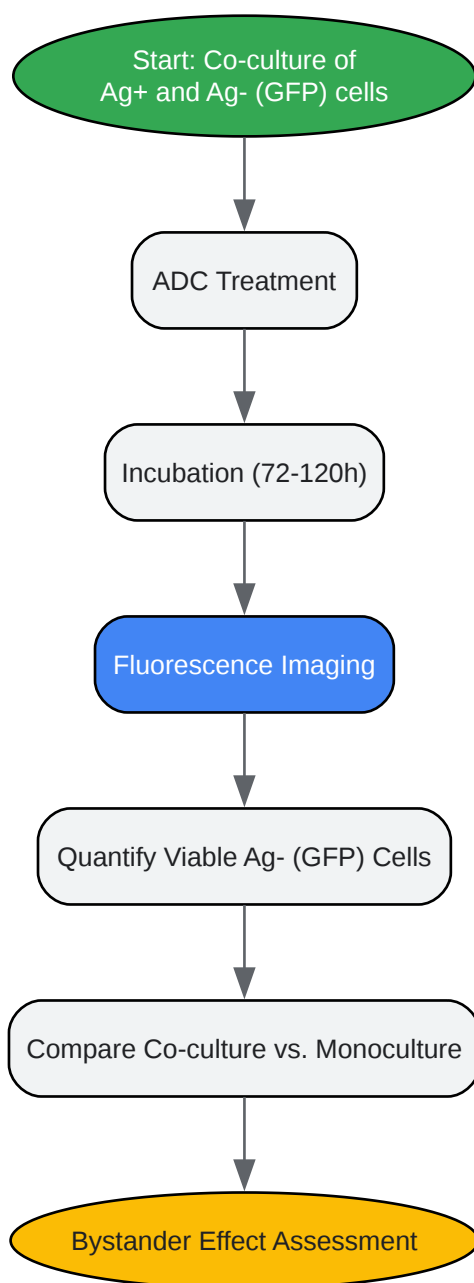 Start: Co-culture of
Ag+ and Ag- (GFP) cells
ADC Treatment
Incubation (72-120h)
Fluorescence Imaging
Quantify Viable Ag- (GFP) Cells
Compare Co-culture vs. Monoculture
Bystander Effect Assessment